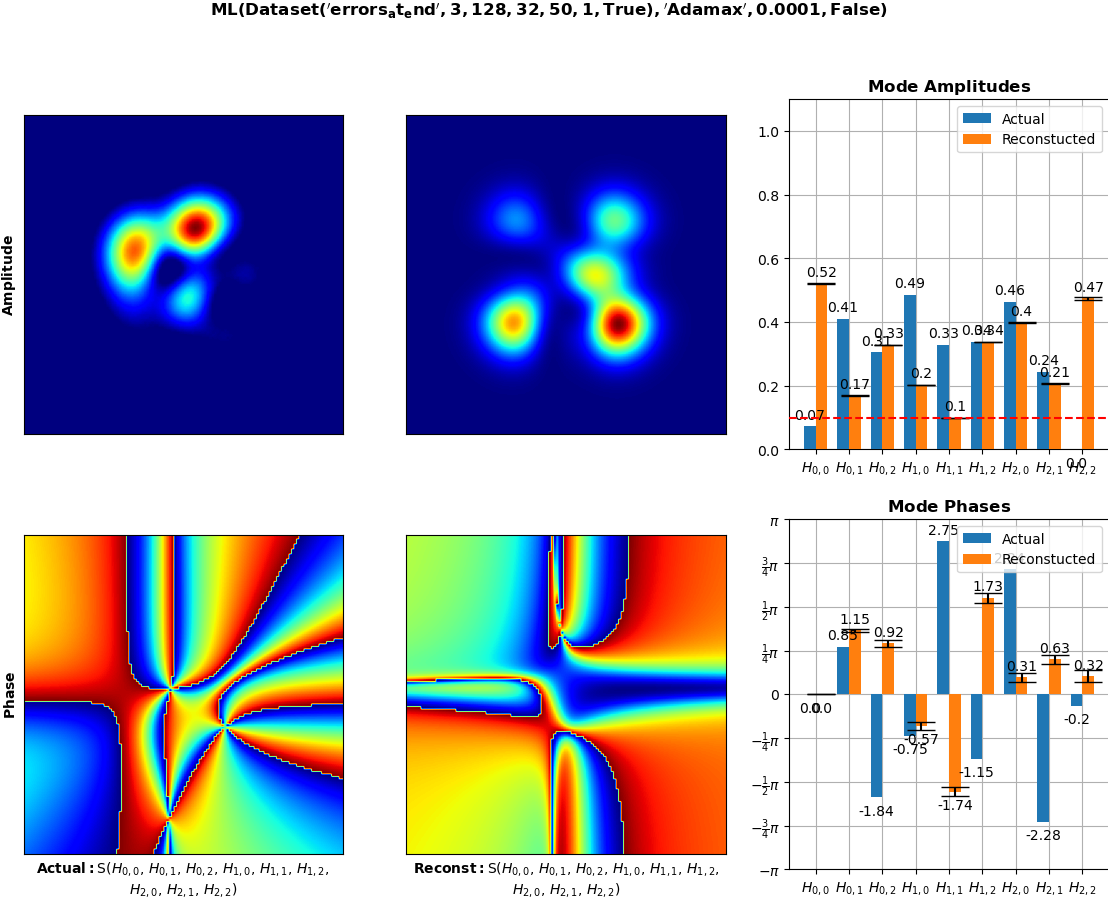 ML(Dataset('errors_at_end', 3, 128, 32, 50, 1, True), 'Adamax', 0.0001, False)
Amplitude
Mode Amplitudes
Actual
Reconstucted
1.0
0.8
0.6
0.4
0.2
0.0
0.07
0.52
0.41
0.17
0.31
0.33
0.49
0.2
0.33
0.1
0.34
0.34
0.46
0.4
0.24
0.21
0.0
0.47
H0,0 H0,1 H0,2 H1,0 H1,1 H1,2 H2,0 H2,1 H2,2
Phase
Actual: S(H0,0, H0,1, H0,2, H1,0, H1,1, H1,2,
H2,0, H2,1, H2,2)
Reconst: S(H0,0, H0,1, H0,2, H1,0, H1,1, H1,2,
H2,0, H2,1, H2,2)
Mode Phases
Actual
Reconstucted
π
3/4π
1/2π
1/4π
0
−1/4π
−1/2π
−3/4π
−π
0.0
0.85
1.15
-1.84
0.92
-0.75
-0.57
2.75
-1.74
-1.15
1.73
0.31
-2.28
0.63
-0.2
0.32
H0,0 H0,1 H0,2 H1,0 H1,1 H1,2 H2,0 H2,1 H2,2